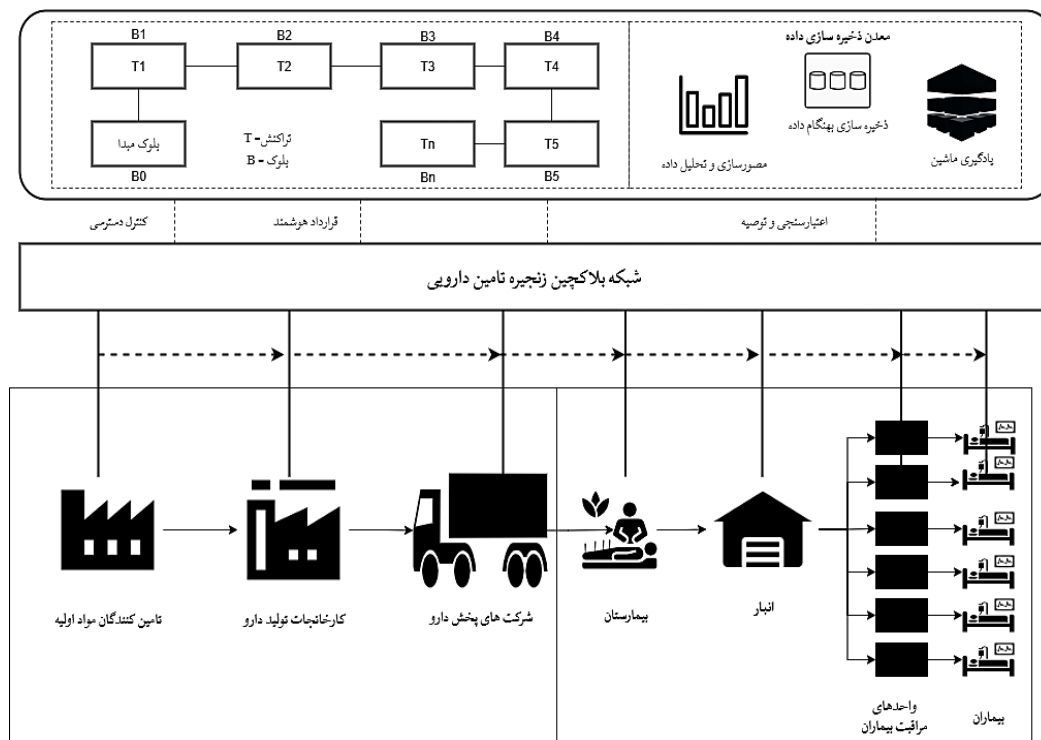 B1
B2
B3
B4
T1
T2
T3
T4
بلوک مبدا
تراکنش - T
بلوک - B
Tn
T5
B0
Bn
B5
معدن ذخیره سازی داده
ذخیره سازی بهنگام داده
مصورسازی و تحلیل داده
یادگیری ماشین
کنترل دسترسی
قرارداد هوشمند
اعتبارسنجی و توصیه
شبکه بلاکچین زنجیره تامین دارویی
تامین کنندگان مواد اولیه
کارخانجات تولید دارو
شرکت های پخش دارو
بیمارستان
انبار
واحدهای
مراقبت بیماران
بیماران